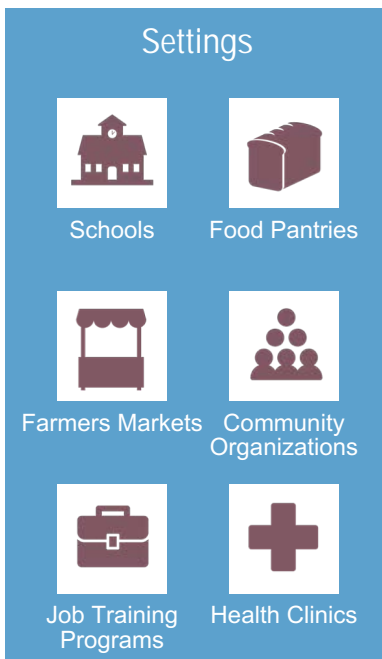 Settings
Schools
Food Pantries
Farmers Markets
Community
Organizations
Job Training
Programs
Health Clinics